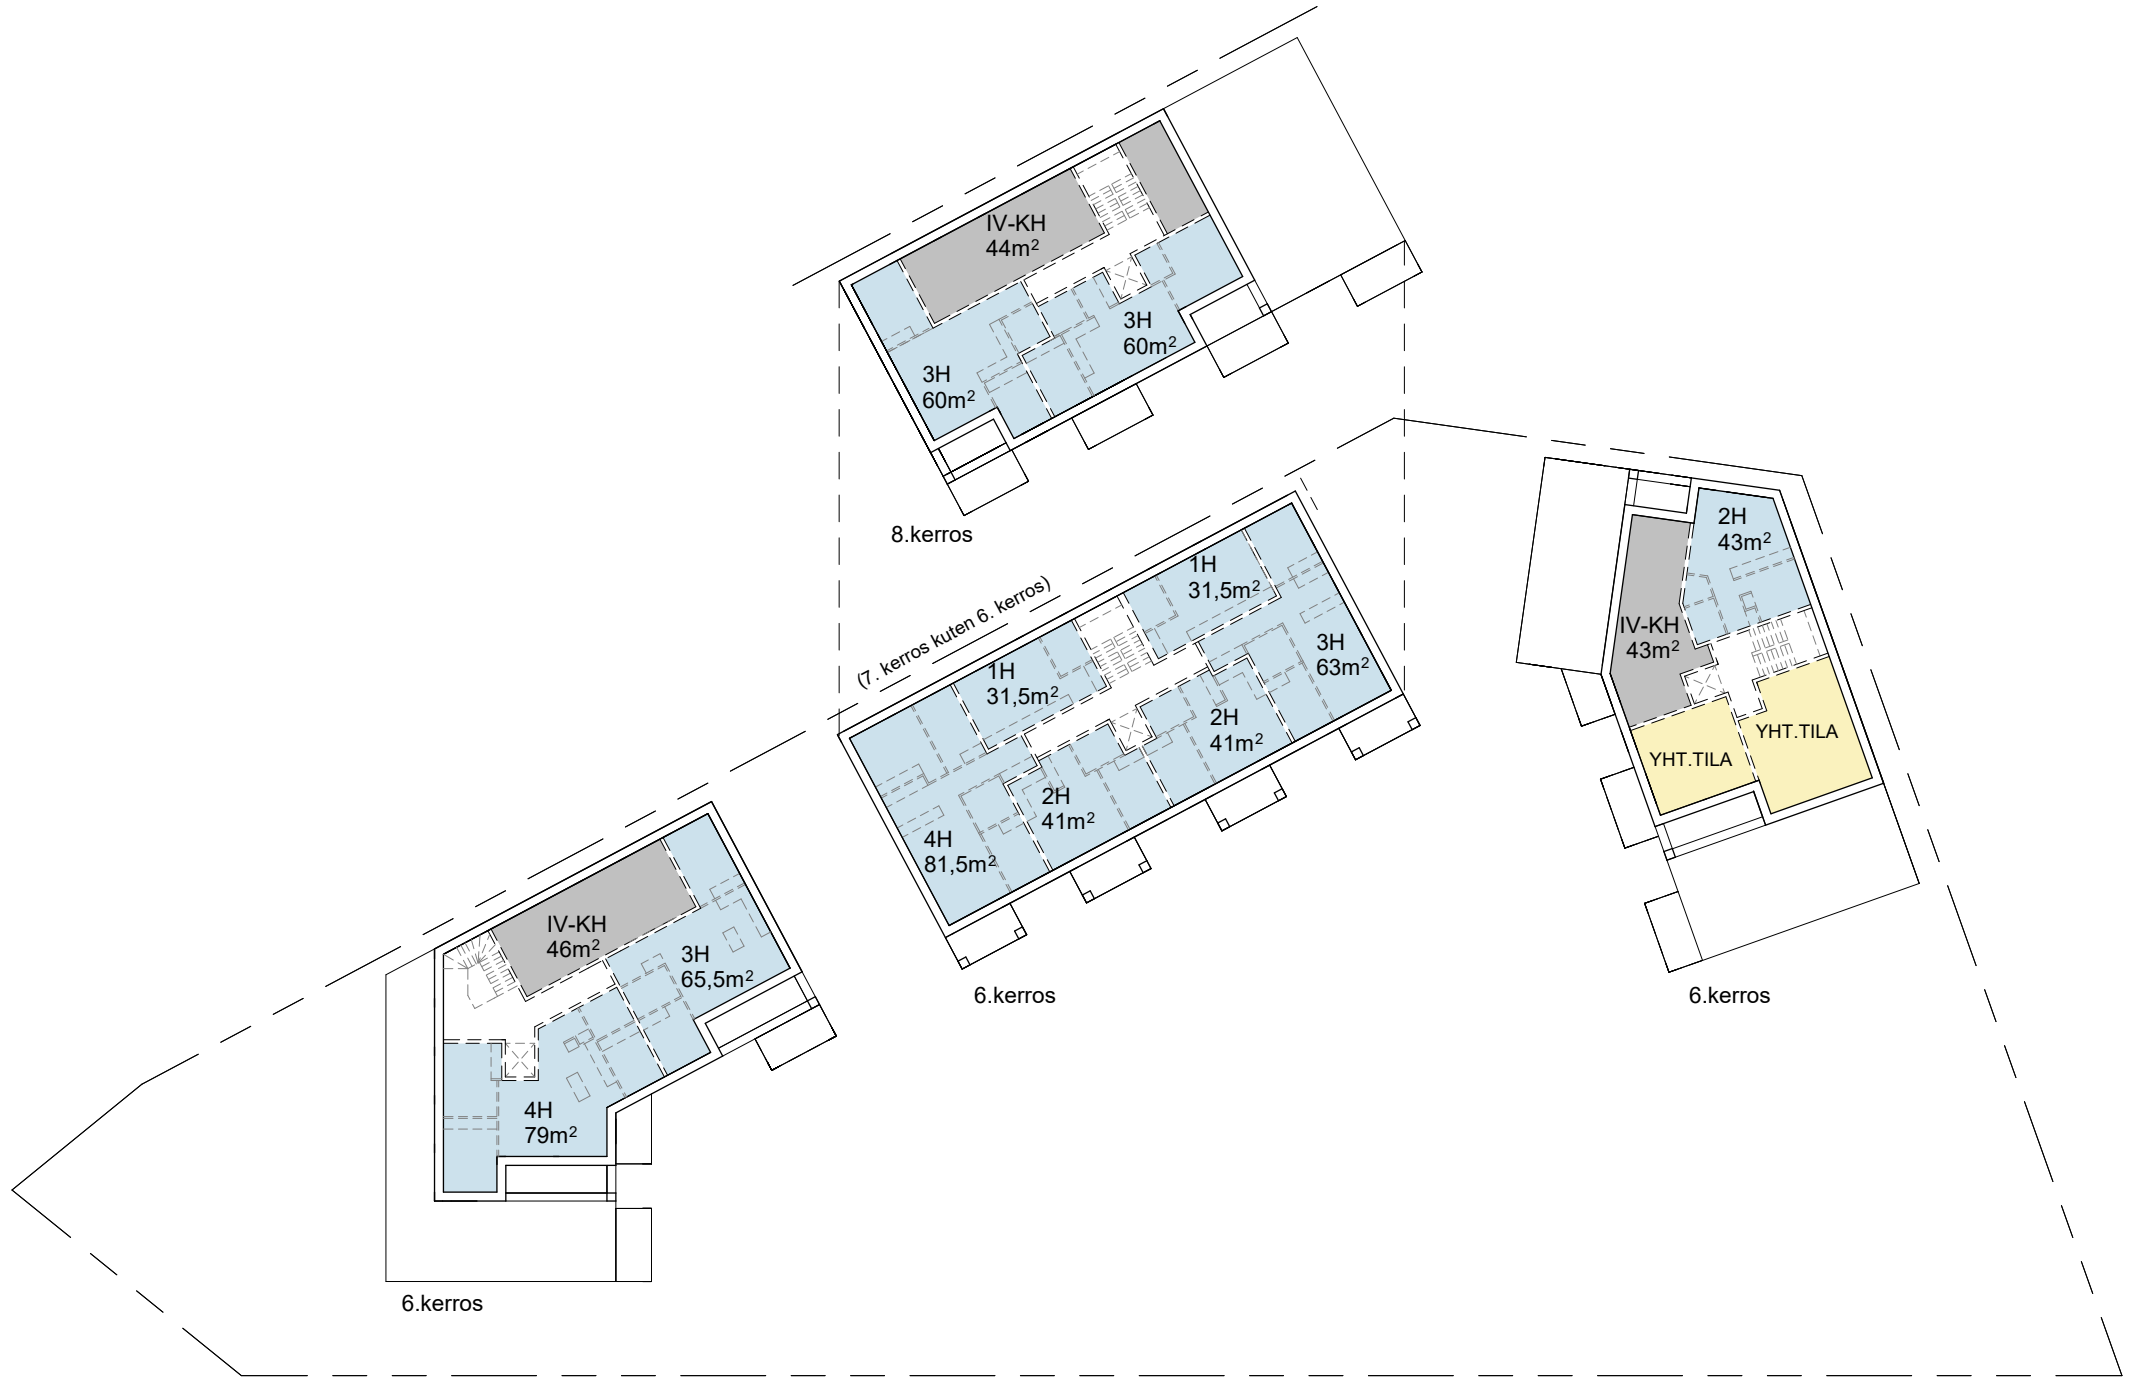 IV-KH
44m²
3H
60m²
3H
60m²
8.kerros
(7. kerros kuten 6. kerros)
1H
31,5m²
1H
31,5m²
3H
63m²
2H
41m²
2H
41m²
4H
81,5m²
6.kerros
2H
43m²
IV-KH
43m²
YHT.TILA
YHT.TILA
6.kerros
IV-KH
46m²
3H
65,5m²
4H
79m²
6.kerros